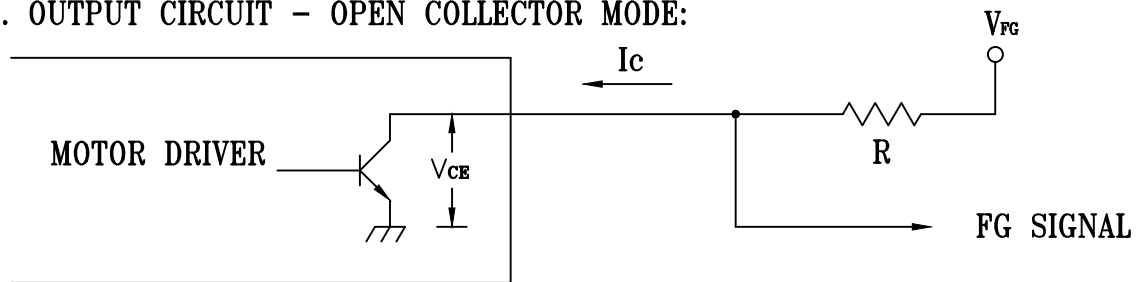 . OUTPUT CIRCUIT - OPEN COLLECTOR MODE:
VFG
Ic
MOTOR DRIVER
VCE
R
FG SIGNAL